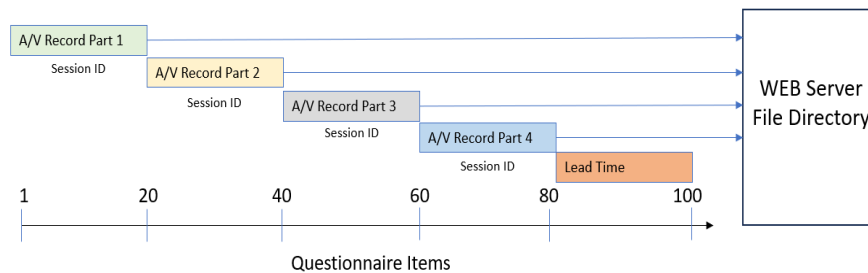 A/V Record Part 1
Session ID
A/V Record Part 2
Session ID
A/V Record Part 3
Session ID
A/V Record Part 4
Session ID
Lead Time
WEB Server
File Directory
1 20 40 60 80 100
Questionnaire Items